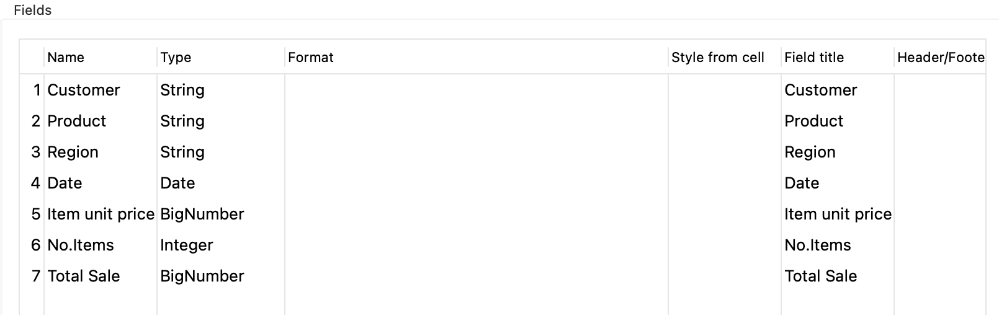 Fields
Name Type Format Style from cell Field title Header/Foote
1 Customer String Customer
2 Product String Product
3 Region String Region
4 Date Date Date
5 Item unit price BigNumber Item unit price
6 No.Items Integer No.Items
7 Total Sale BigNumber Total Sale